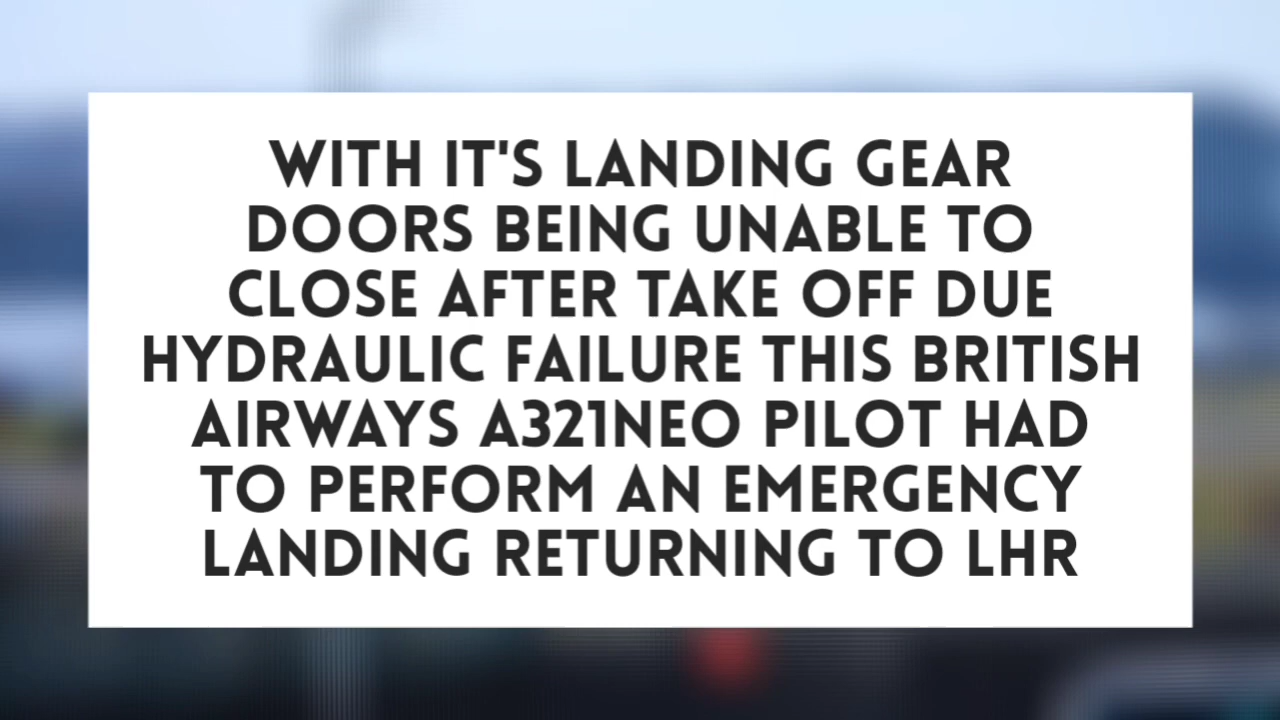 WITH IT'S LANDING GEAR
DOORS BEING UNABLE TO
CLOSE AFTER TAKE OFF DUE
HYDRAULIC FAILURE THIS BRITISH
AIRWAYS A321NEO PILOT HAD
TO PERFORM AN EMERGENCY
LANDING RETURNING TO LHR